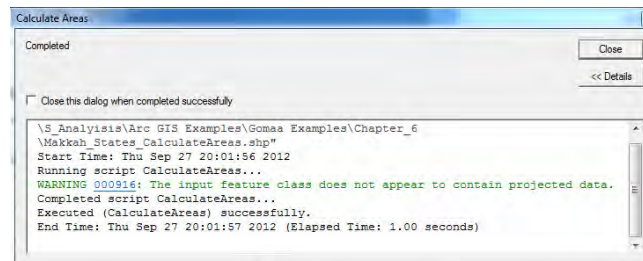 Calculate Areas
Completed
Close
<< Details
Close this dialog when completed successfully
\S_Analyisis\Arc GIS Examples\Gomaa Examples\Chapter_6
\Makkah_States_CalculateAreas.shp"
Start Time: Thu Sep 27 20:01:56 2012
Running script CalculateAreas...
WARNING 000916: The input feature class does not appear to contain projected data.
Completed script CalculateAreas...
Executed (CalculateAreas) successfully.
End Time: Thu Sep 27 20:01:57 2012 (Elapsed Time: 1.00 seconds)